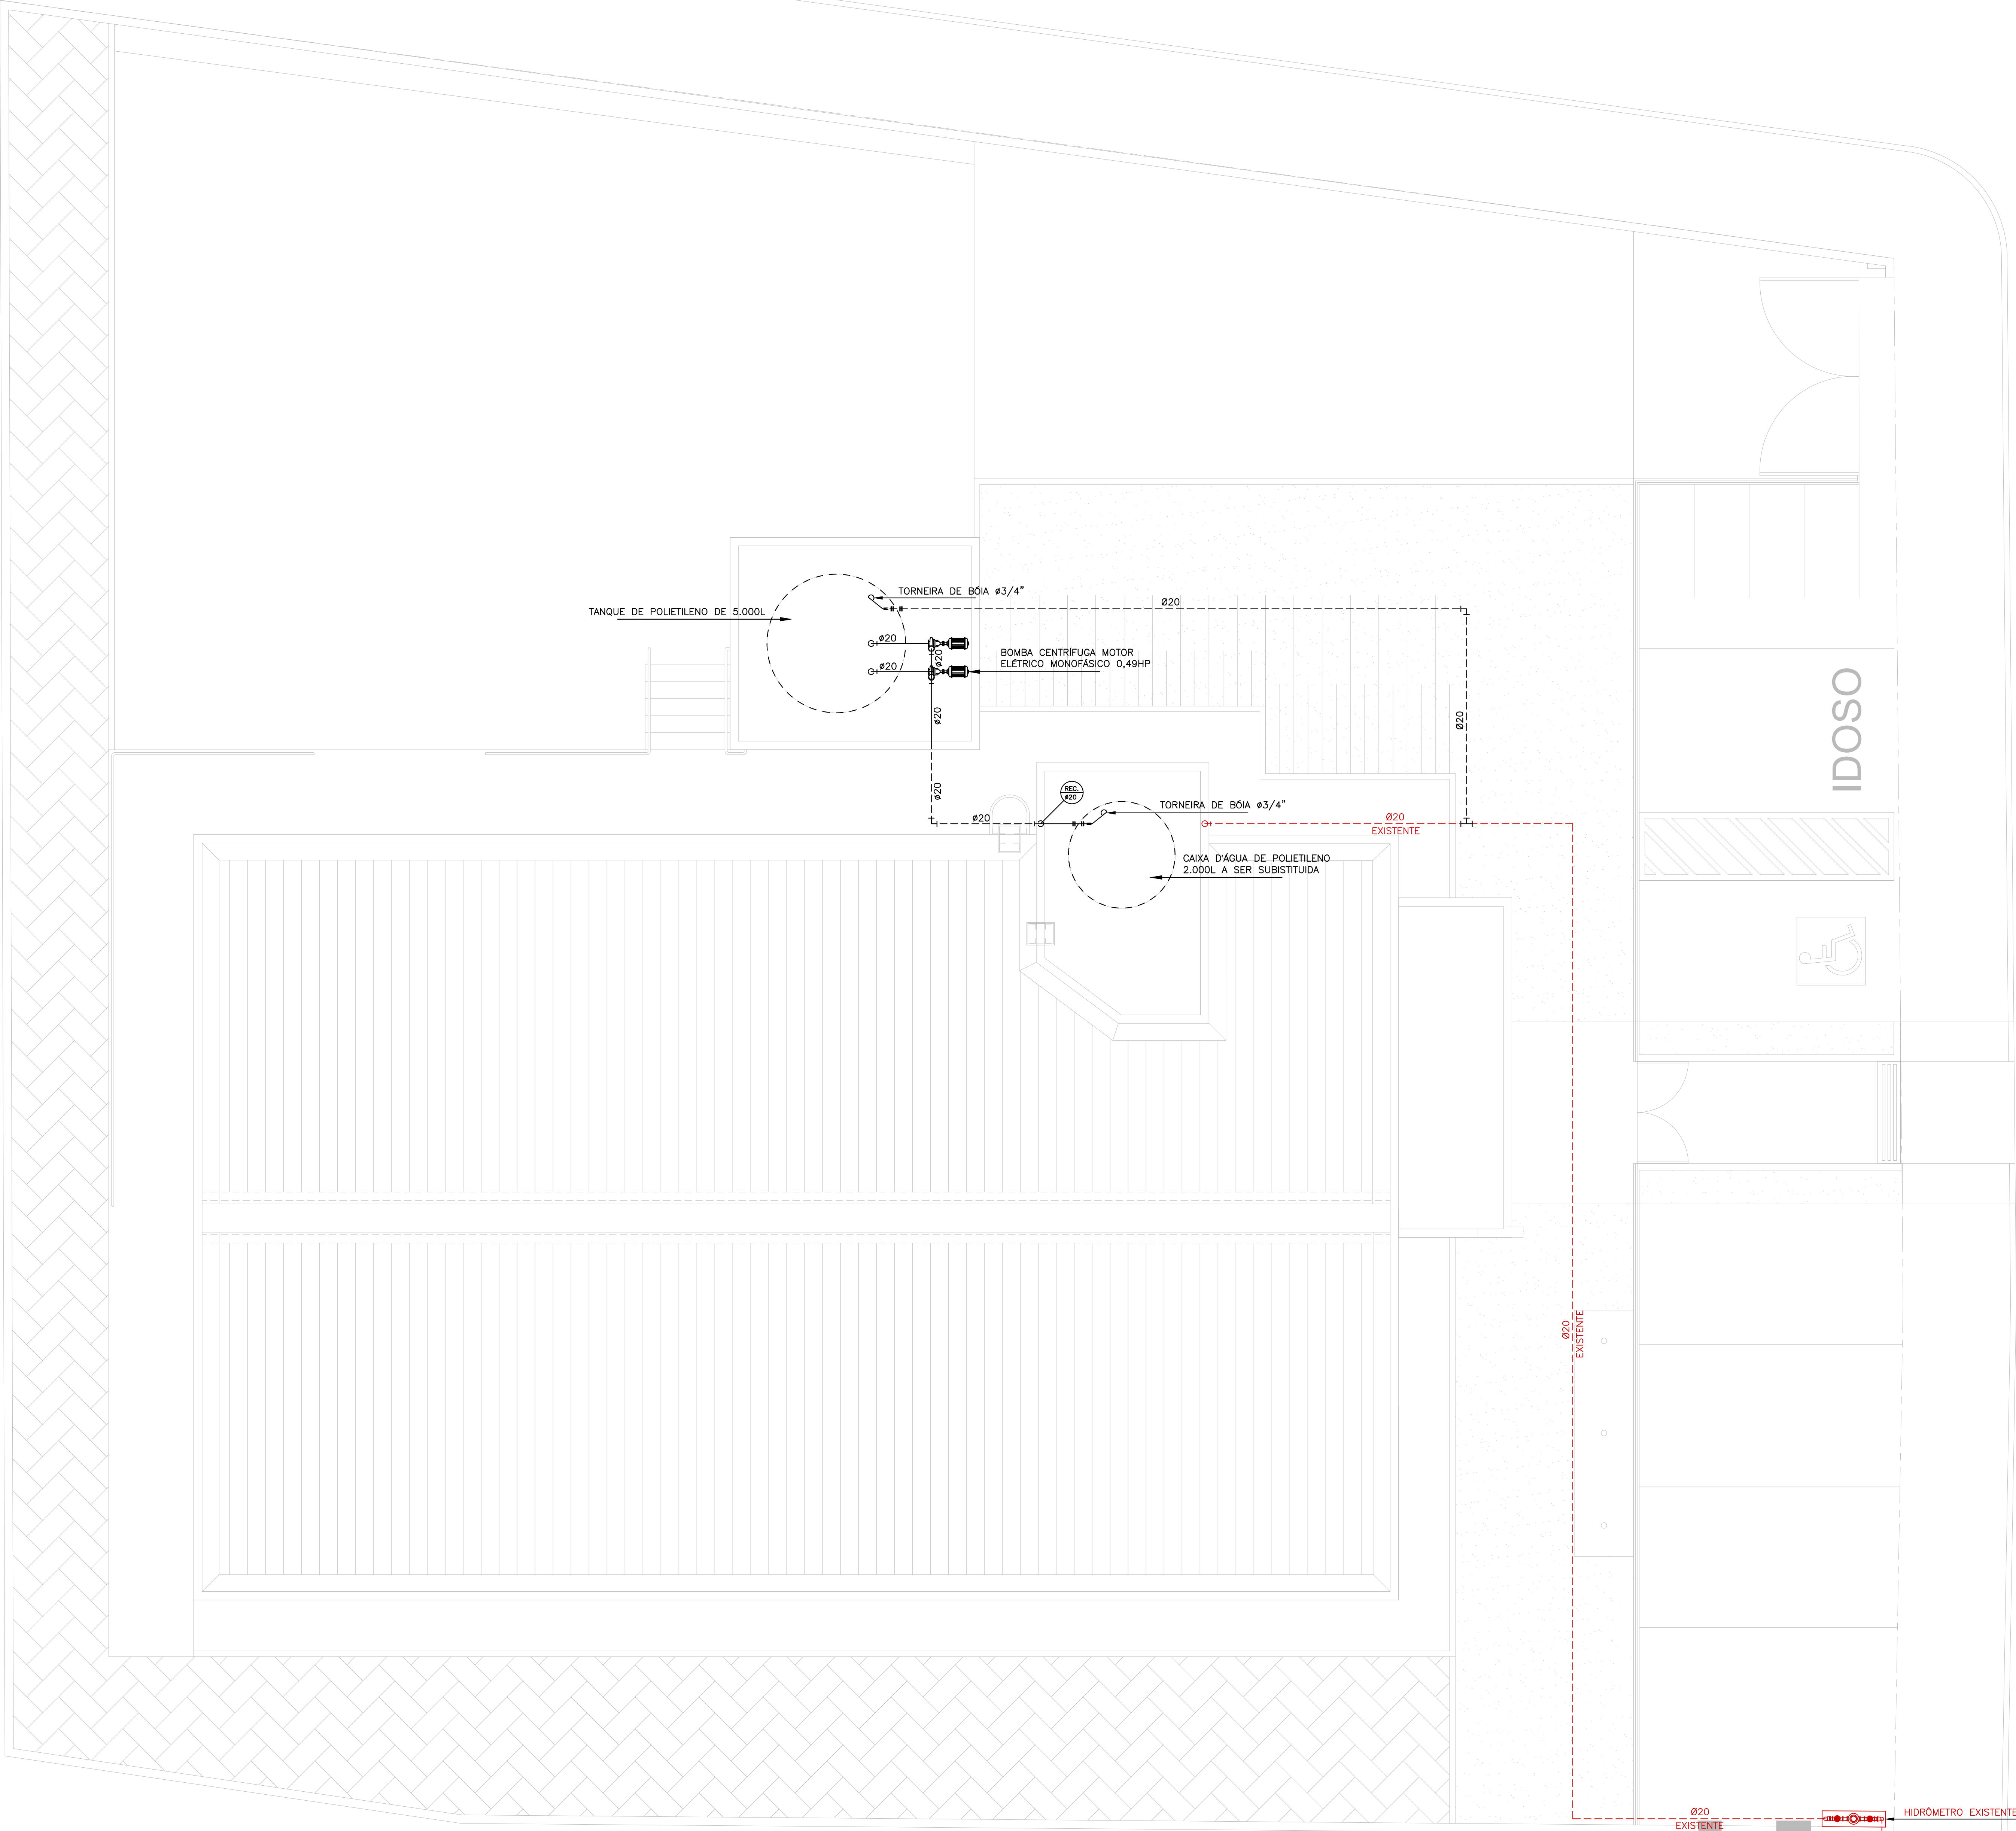 TORNEIRA DE BÓIA ø3/4"
Ø20
TANQUE DE POLIETILENO DE 5.000L
ø20
ø20
BOMBA CENTRÍFUGA MOTOR
ELÉTRICO MONOFÁSICO 0,49HP
ø20
ø20
Ø20
IDOSO
ø20
REC.
ø20
TORNEIRA DE BÓIA ø3/4"
ø20
Ø20
EXISTENTE
CAIXA D'ÁGUA DE POLIETILENO
2.000L A SER SUBISTITUIDA
Ø20
EXISTENTE
Ø20
EXISTENTE
HIDRÔMETRO EXISTENTE